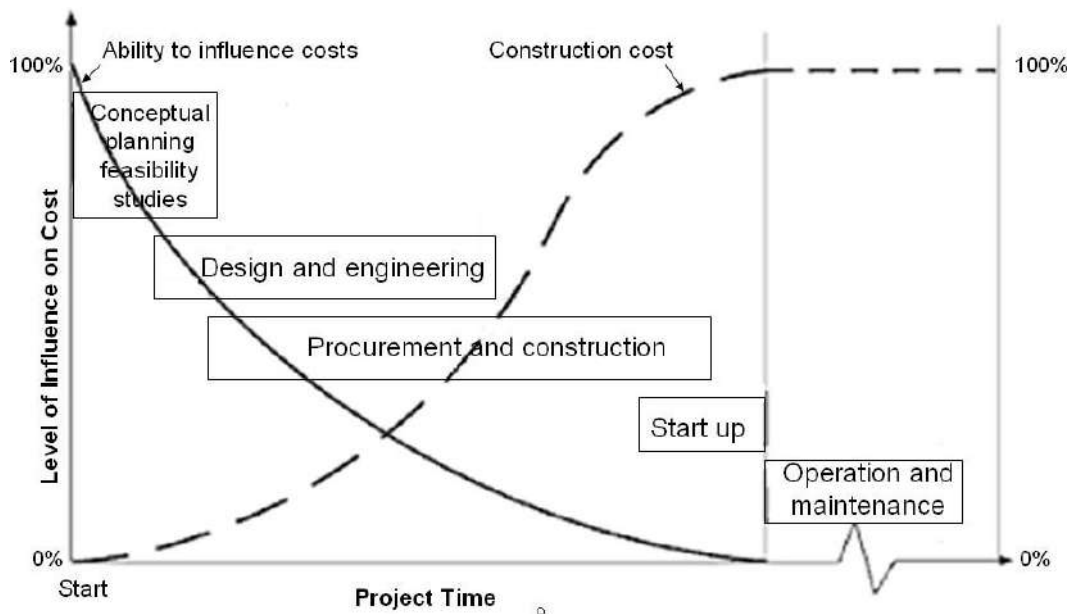 Ability to influence costs
Construction cost
100%
100%
Conceptual
planning
feasibility
studies
Level of Influence on Cost
Design and engineering
Procurement and construction
Start up
Operation and
maintenance
0%
0%
Start
Project Time